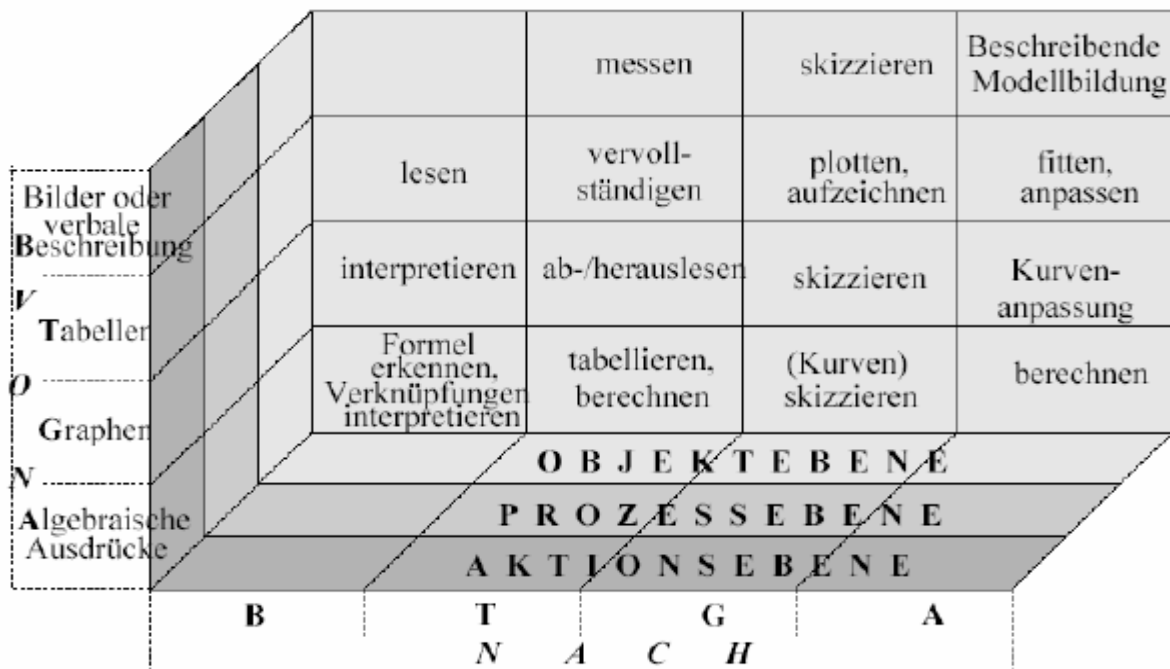 messen
skizzieren
Beschreibende
Modellbildung
lesen
vervoll-
ständigen
plotten,
aufzeichnen
fitten,
anpassen
Bilder oder
verbale
Beschreibung
interpretieren
ab-/herauslesen
skizzieren
Kurven-
anpassung
V
Tabellen
Formel
erkennen,
Verknüpfungen
interpretieren
tabellieren,
berechnen
(Kurven)
skizzieren
berechnen
O
Graphen
N
Algebraische
Ausdrücke
OBJEKTEBENE
PROZESSEBENE
AKTIONSEBENE
B T G A
NACH